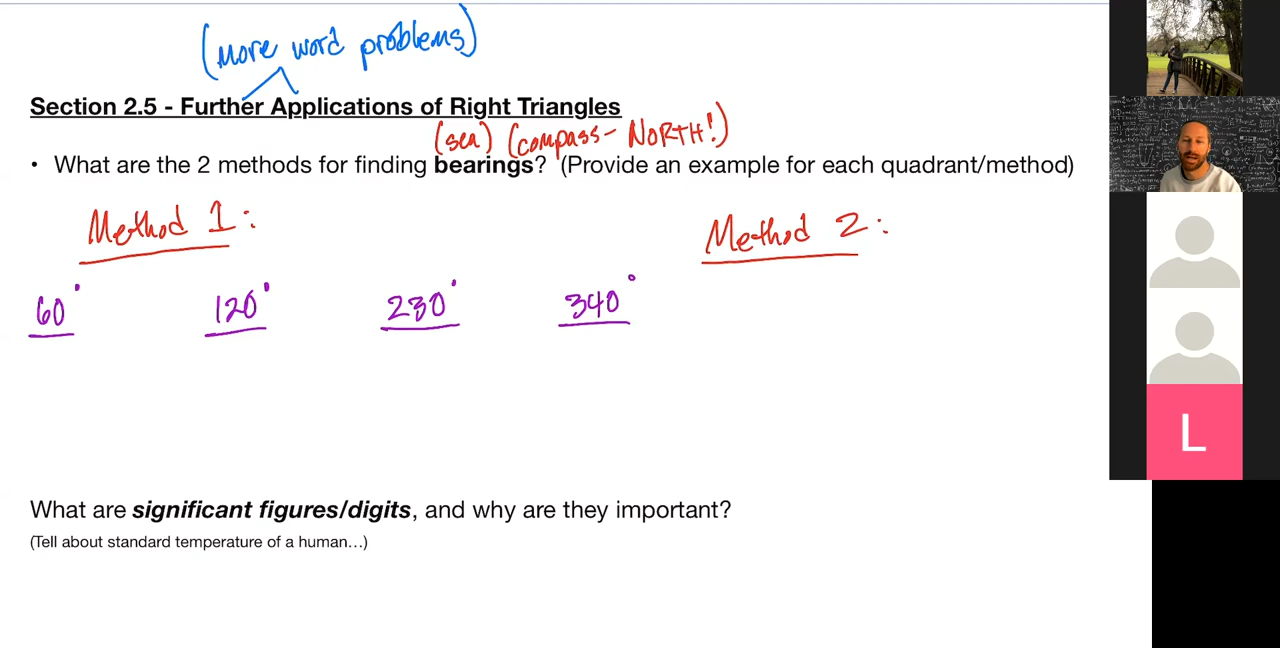 (more word problems)
Section 2.5 - Further Applications of Right Triangles
(sea) (compass - NORTH!)
• What are the 2 methods for finding bearings? (Provide an example for each quadrant/method)
Method 1: Method 2:
60° 120° 230° 340°
What are significant figures/digits, and why are they important?
(Tell about standard temperature of a human...)
L